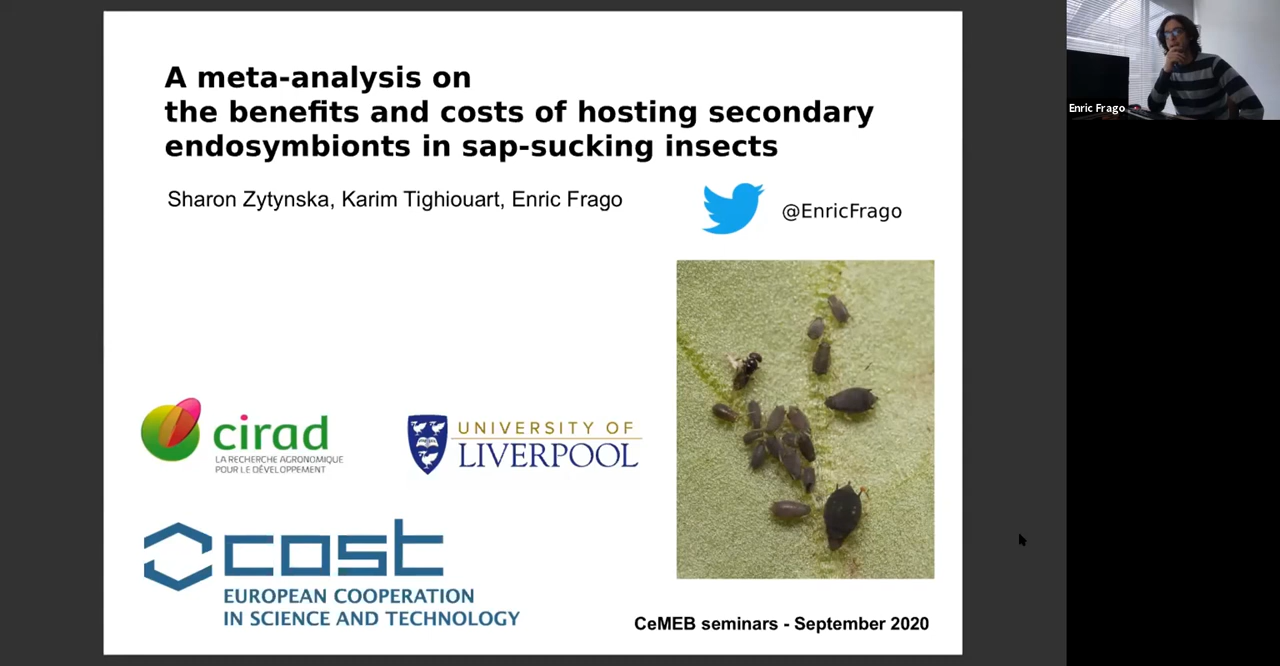 A meta-analysis on
the benefits and costs of hosting secondary
endosymbionts in sap-sucking insects
Sharon Zytynska, Karim Tighiouart, Enric Frago
@EnricFrago
cirad
LA RECHERCHE AGRONOMIQUE
POUR LE DÉVELOPPEMENT
UNIVERSITY OF
LIVERPOOL
cost
EUROPEAN COOPERATION
IN SCIENCE AND TECHNOLOGY
CeMEB seminars - September 2020
Enric Frago